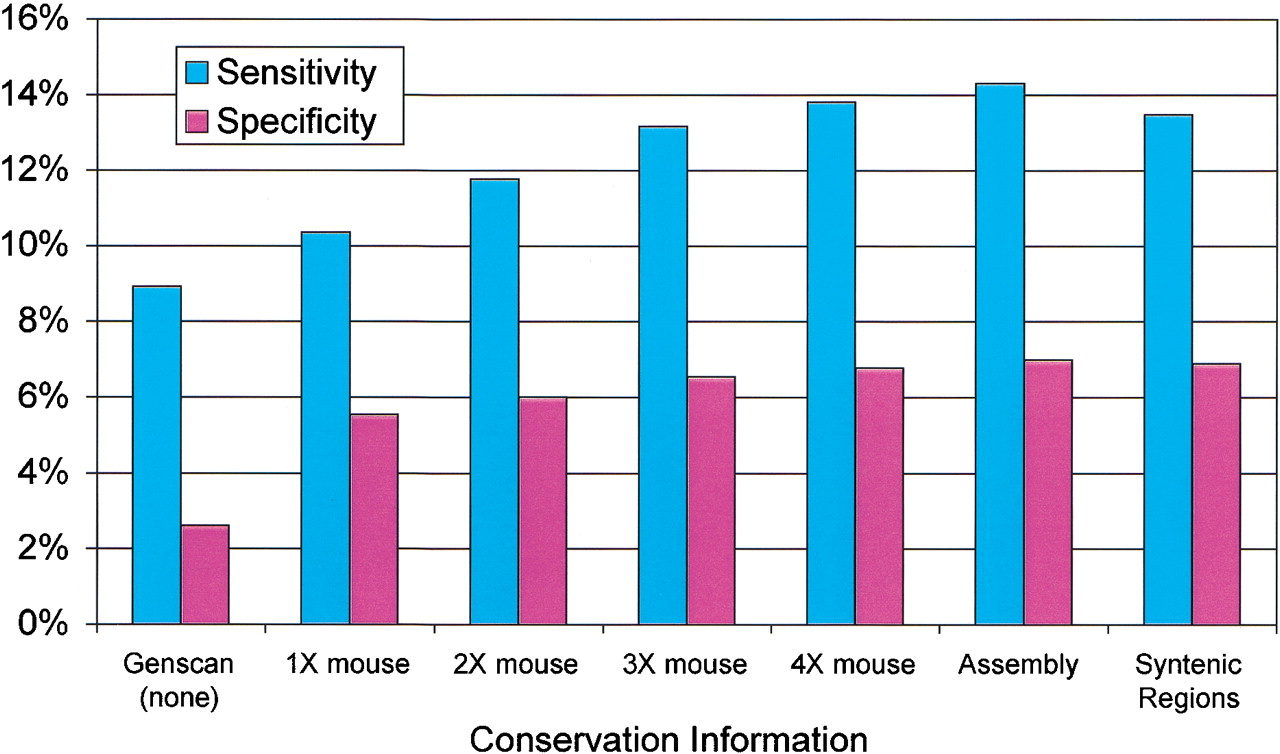 16%
14%
12%
10%
8%
6%
4%
2%
0%
Sensitivity
Specificity
Genscan
(none)
1X mouse
2X mouse
3X mouse
4X mouse
Assembly
Syntenic
Regions
Conservation Information